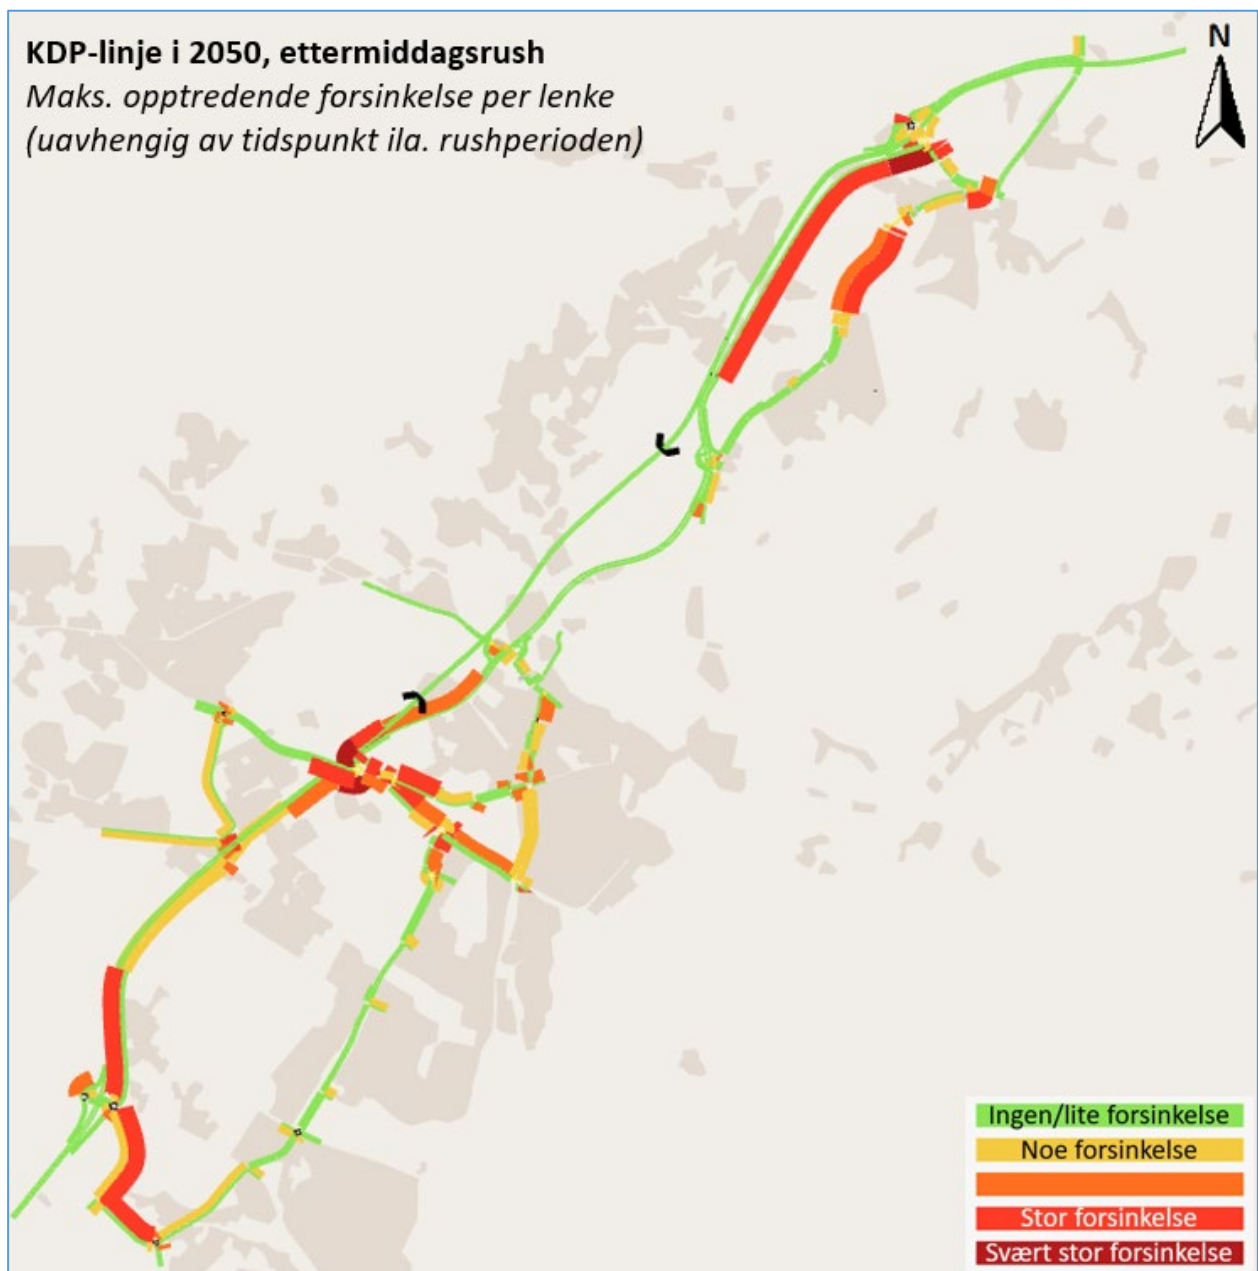 KDP-linje i 2050, ettermiddagsrush
Maks. opptredende forsinkelse per lenke
(uavhengig av tidspunkt ila. rushperioden)
N
Ingen/lite forsinkelse
Noe forsinkelse
Stor forsinkelse
Svært stor forsinkelse